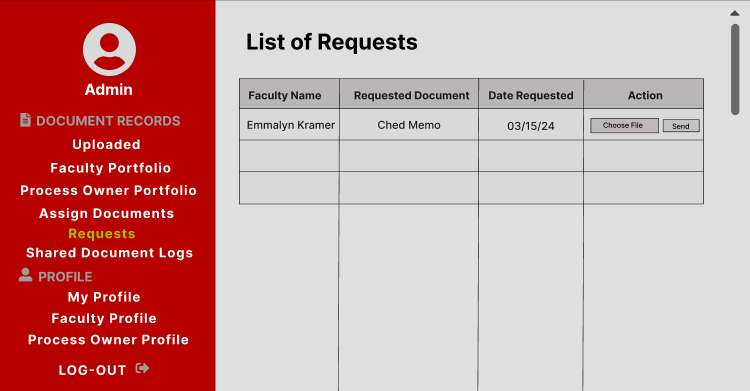 Admin
DOCUMENT RECORDS
Uploaded
Faculty Portfolio
Process Owner Portfolio
Assign Documents
Requests
Shared Document Logs
PROFILE
My Profile
Faculty Profile
Process Owner Profile
LOG-OUT
List of Requests
Faculty Name Requested Document Date Requested Action
Emmalyn Kramer Ched Memo 03/15/24 Choose File Send